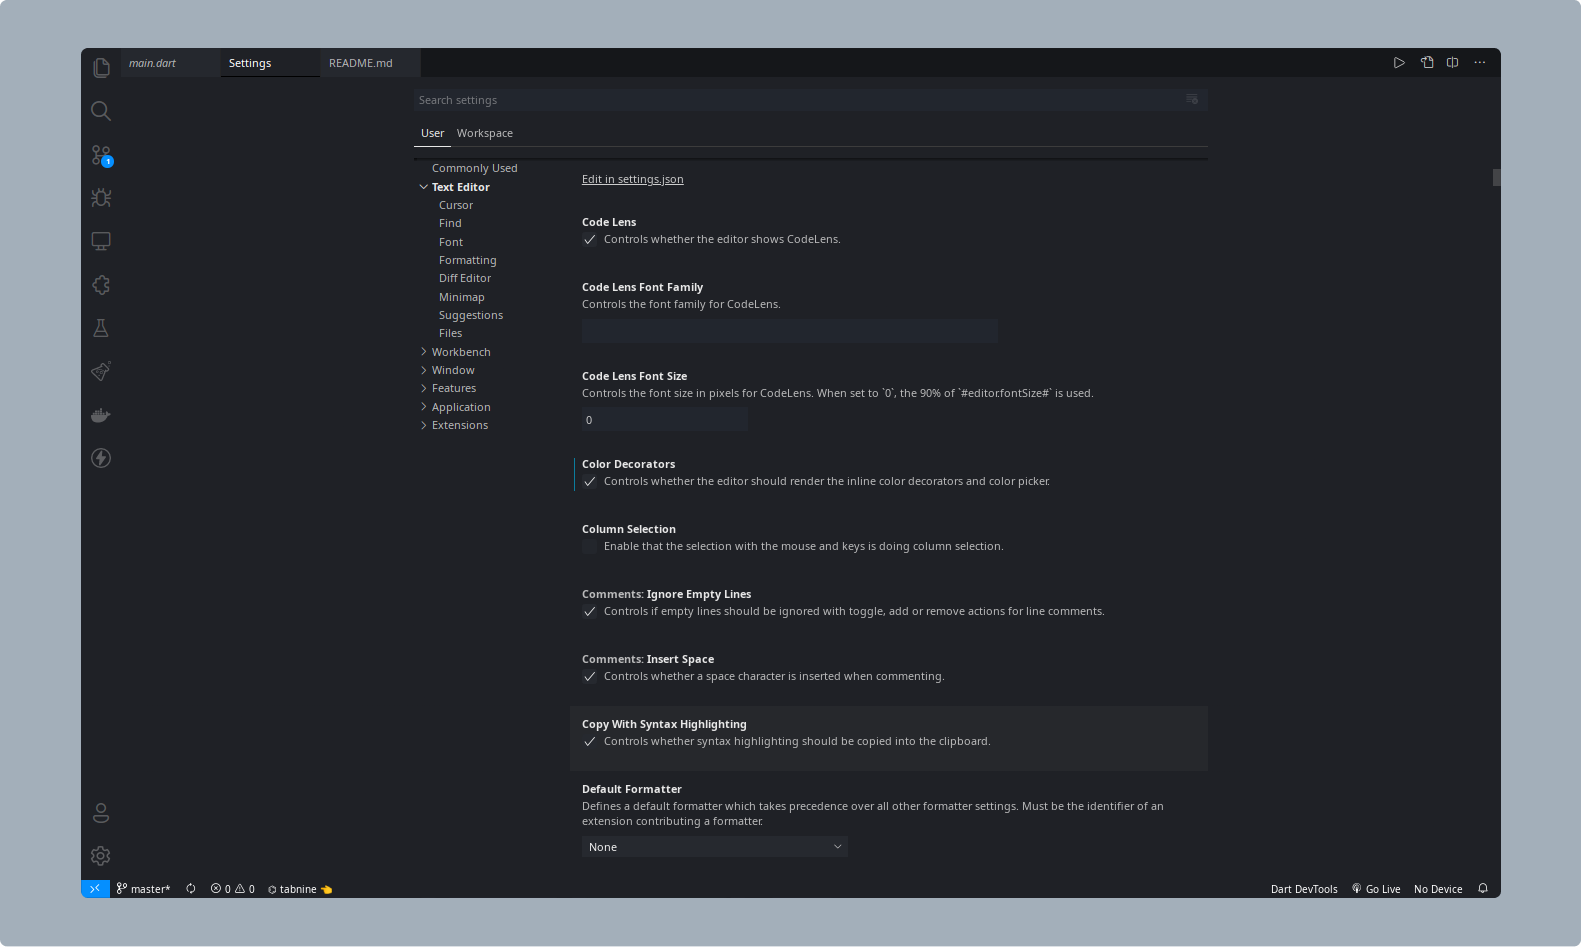 main.dart
Settings
README.md
Search settings
User
Workspace
Commonly Used
Text Editor
Cursor
Find
Font
Formatting
Diff Editor
Minimap
Suggestions
Files
Workbench
Window
Features
Application
Extensions
Edit in settings.json
Code Lens
Controls whether the editor shows CodeLens.
Code Lens Font Family
Controls the font family for CodeLens.
Code Lens Font Size
Controls the font size in pixels for CodeLens. When set to `0`, the 90% of `#editor.fontSize#` is used.
0
Color Decorators
Controls whether the editor should render the inline color decorators and color picker.
Column Selection
Enable that the selection with the mouse and keys is doing column selection.
Comments: Ignore Empty Lines
Controls if empty lines should be ignored with toggle, add or remove actions for line comments.
Comments: Insert Space
Controls whether a space character is inserted when commenting.
Copy With Syntax Highlighting
Controls whether syntax highlighting should be copied into the clipboard.
Default Formatter
Defines a default formatter which takes precedence over all other formatter settings. Must be the identifier of an
extension contributing a formatter.
None
1
master*
0
0
tabnine 👈
Dart DevTools
Go Live
No Device